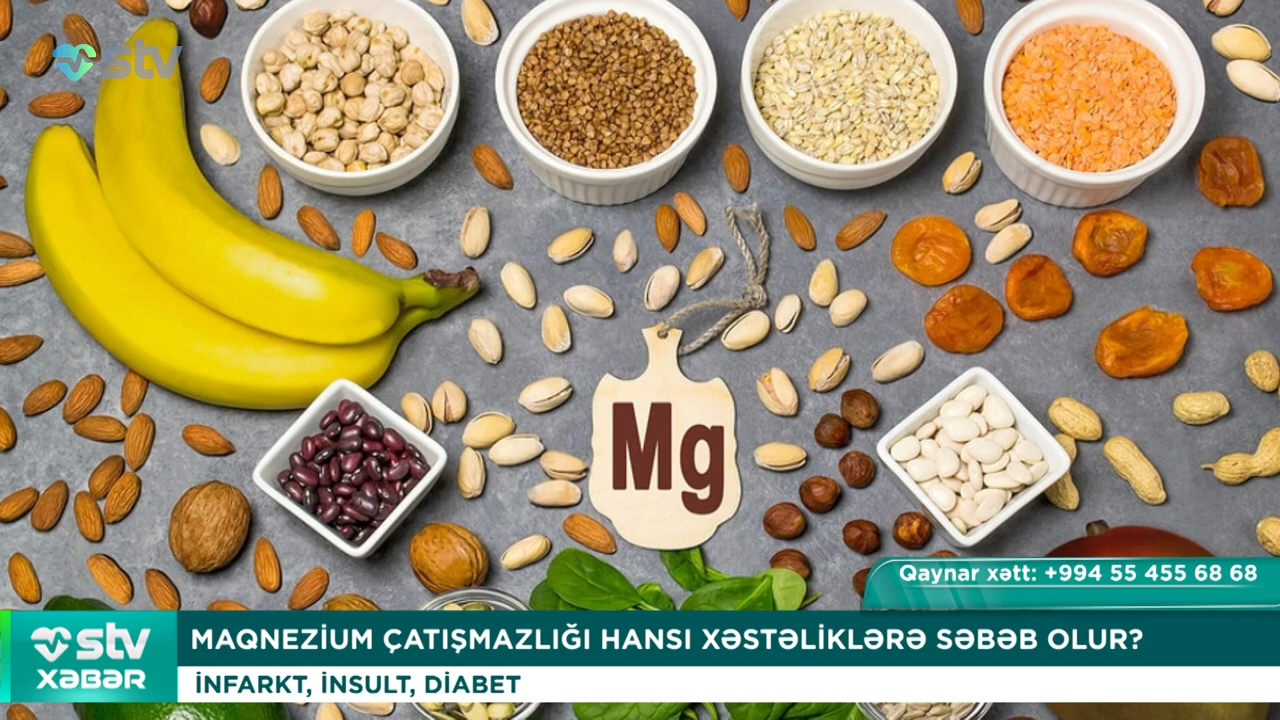 stv
Mg
Qaynar xətt: +994 55 455 68 68
stv
XƏBƏR
MAQNEZİUM ÇATIŞMAZLIĞI HANSI XƏSTƏLİKLƏRƏ SƏBƏB OLUR?
İNFARKT, İNSULT, DİABET